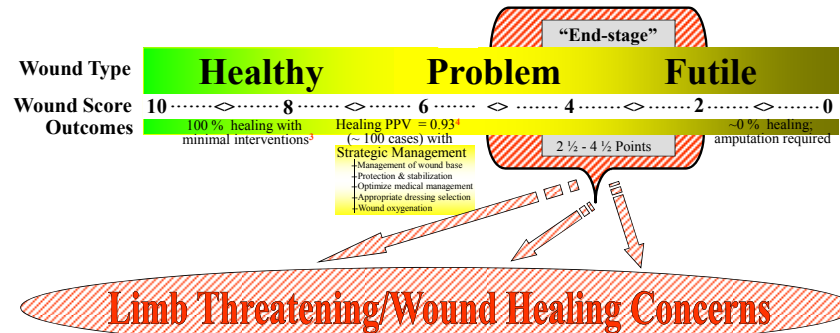 “End-stage”
Wound Type Healthy Problem Futile
Wound Score 10 ······<>······ 8 ······<>······ 6 ······<>······ 4 ······<>······ 2 ······<>······ 0
Outcomes
100 % healing with
minimal interventions³
Healing PPV = 0.93⁴
(~ 100 cases) with
Strategic Management
Management of wound base
Protection & stabilization
Optimize medical management
Appropriate dressing selection
Wound oxygenation
2 ½ - 4 ½ Points
~0 % healing;
amputation required
Limb Threatening/Wound Healing Concerns